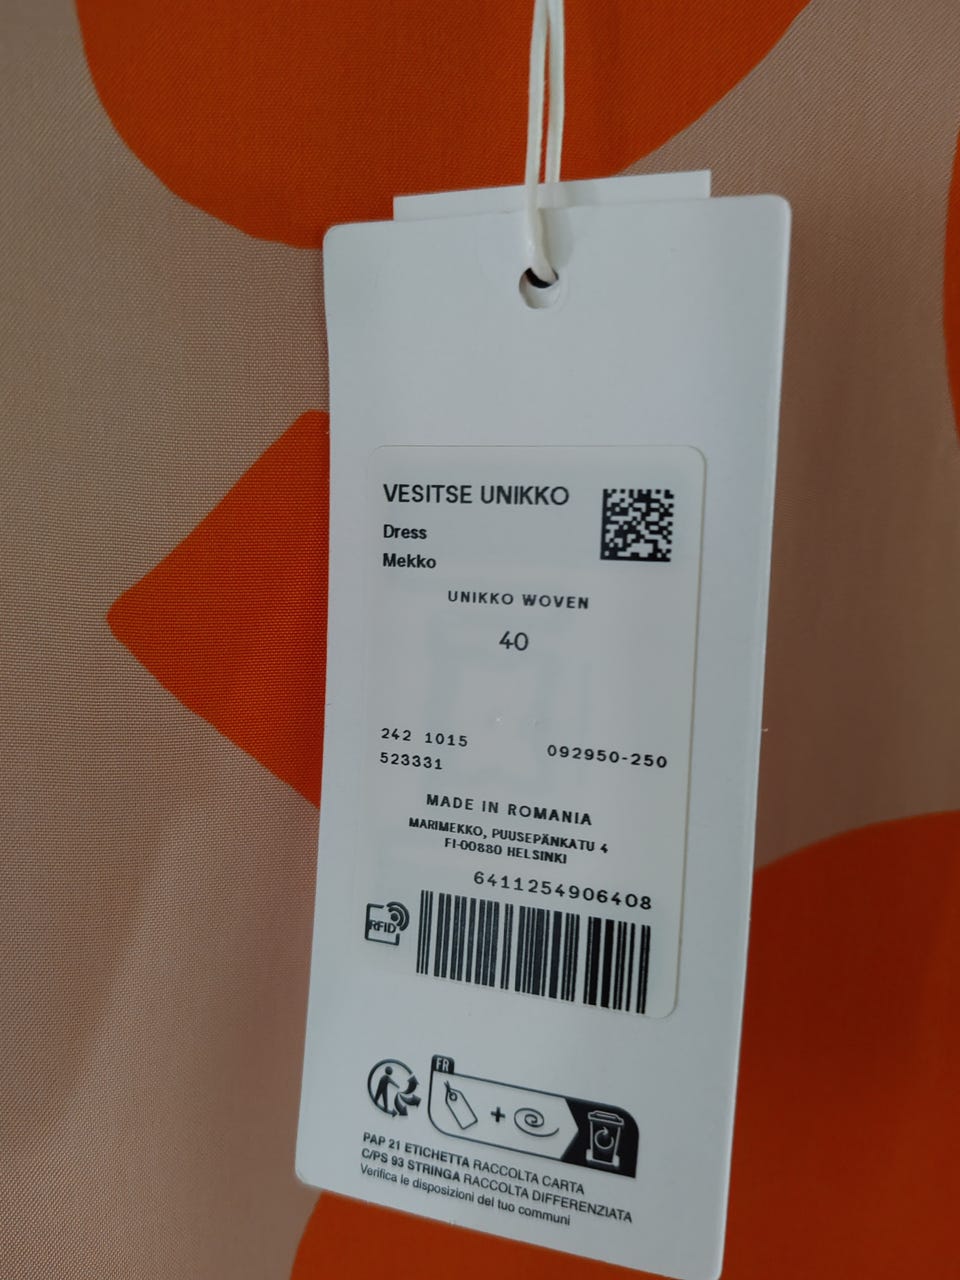 VESITSE UNIKKO
Dress
Mekko
UNIKKO WOVEN
40
242 1015
523331
092950-250
MADE IN ROMANIA
MARIMEKKO, PUUSEPÄNKATU 4
FI-00880 HELSINKI
6411254906408
RFID
FR
PAP 21 ETICHETTA RACCOLTA CARTA
C/PS 93 STRINGA RACCOLTA DIFFERENZIATA
Verifica le disposizioni del tuo comuni